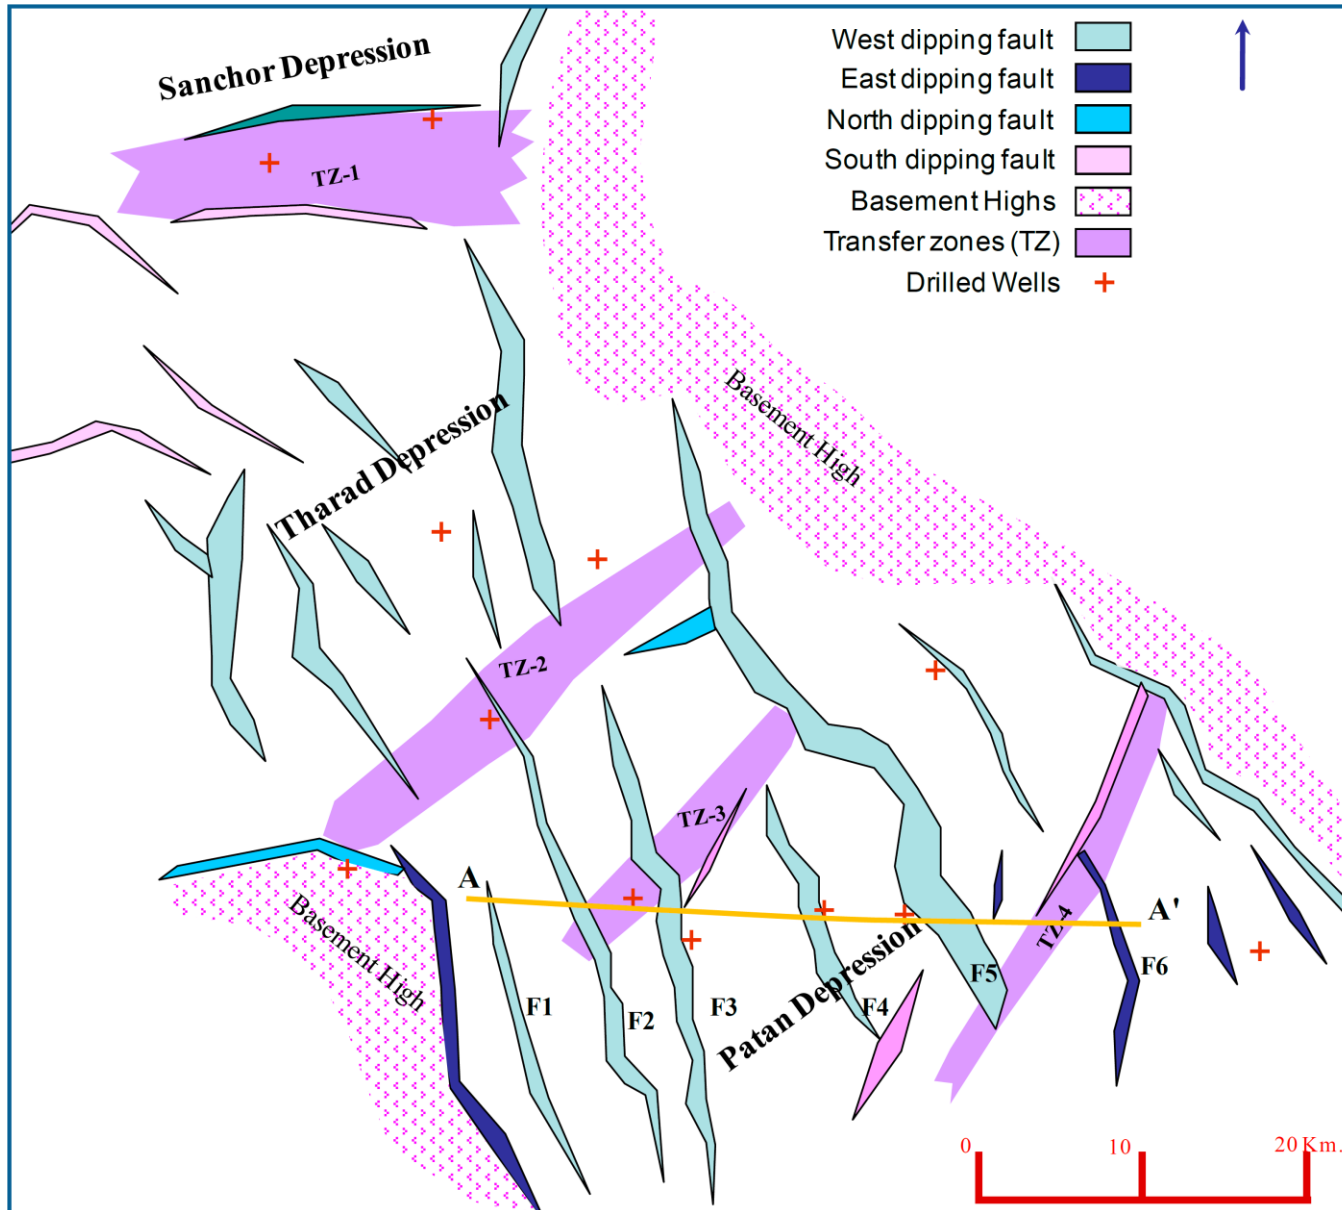 Sanchor Depression
West dipping fault
East dipping fault
North dipping fault
South dipping fault
Basement Highs
Transfer zones (TZ)
Drilled Wells
TZ-1
Basement High
Tharad Depression
TZ-2
TZ-3
A
A'
TZ-4
Basement High
F1
F2
F3
Patan Depression
F4
F5
F6
0
10
20 Km.